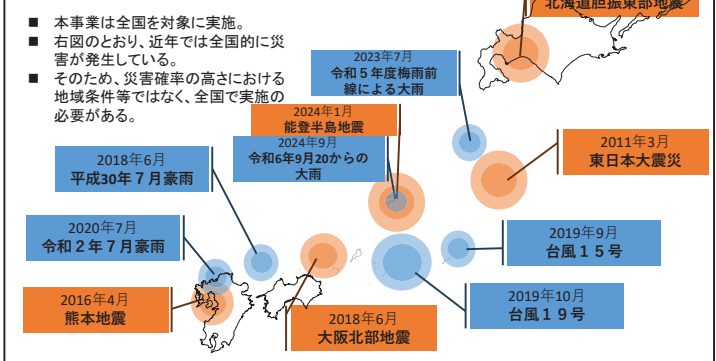 ■ 本事業は全国を対象に実施。
■ 右図のとおり、近年では全国的に災
害が発生している。
■ そのため、災害確率の高さにおける
地域条件等ではなく、全国で実施の
必要がある。
北海道胆振東部地震
2023年7月
令和５年度梅雨前
線による大雨
2024年1月
能登半島地震
2024年9月
令和6年9月20からの
大雨
2011年3月
東日本大震災
2018年6月
平成30年７月豪雨
2020年7月
令和２年７月豪雨
2019年9月
台風１５号
2019年10月
台風１９号
2016年4月
熊本地震
2018年6月
大阪北部地震